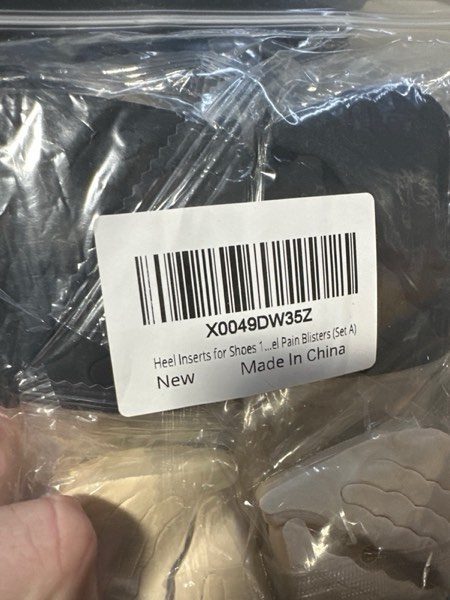 X0049DW35Z
Heel Inserts for Shoes 1...el Pain Blisters (Set A)
New
Made In China